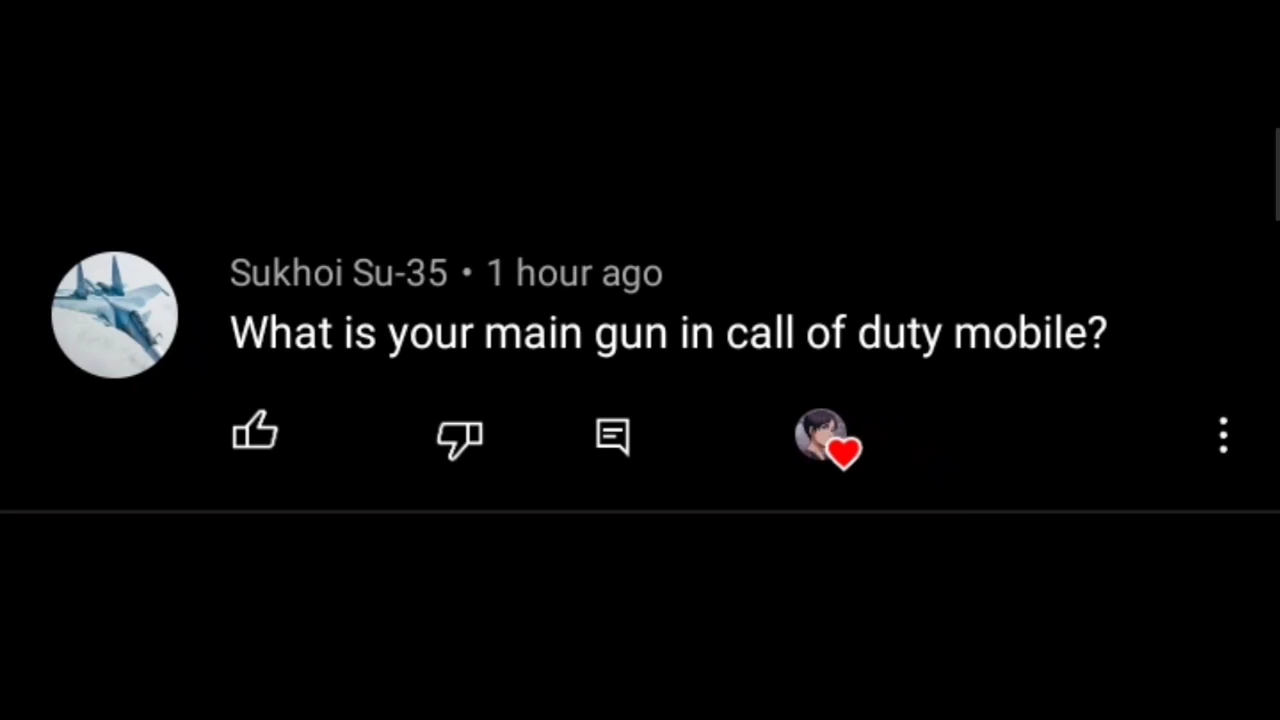 Sukhoi Su-35 • 1 hour ago
What is your main gun in call of duty mobile?